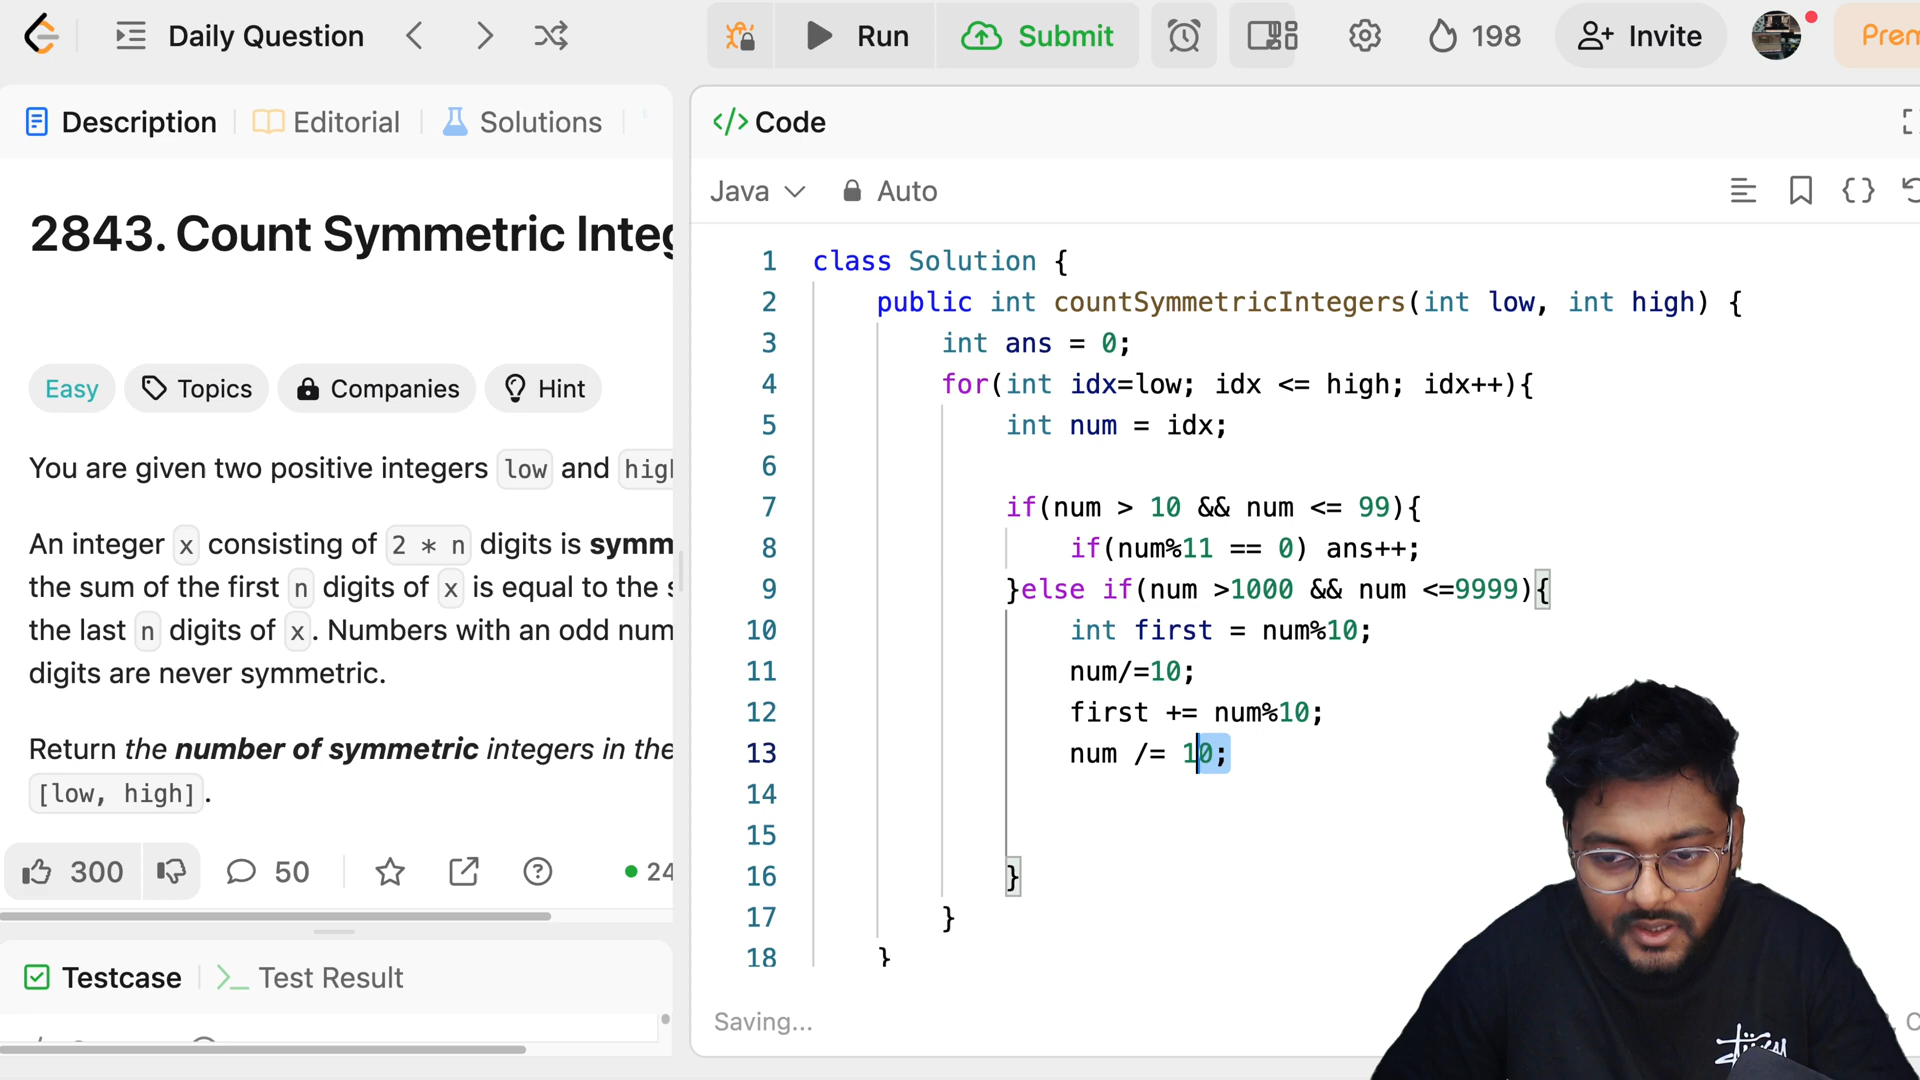 Daily Question
Run
Submit
198
Invite
Description
Editorial
Solutions
Code
Java
Auto
2843. Count Symmetric
Easy
Topics
Companies
Hint
You are given two positive integers low and
An integer x consisting of 2 * n digits is
the sum of the first n digits of x is equal to the
the last n digits of x. Numbers with an odd
digits are never symmetric.
Return the number of symmetric integers in the
[low, high].
300
50
24
Testcase
Test Result
1 class Solution {
2 public int countSymmetricIntegers(int low, int high) {
3 int ans = 0;
4 for(int idx=low; idx <= high; idx++){
5 int num = idx;
6
7 if(num > 10 && num <= 99){
8 if(num%11 == 0) ans++;
9 }else if(num >1000 && num <=9999){
10 int first = num%10;
11 num/=10;
12 first += num%10;
13 num /= 10;
14
15
16 }
17 }
18 }
Saving...